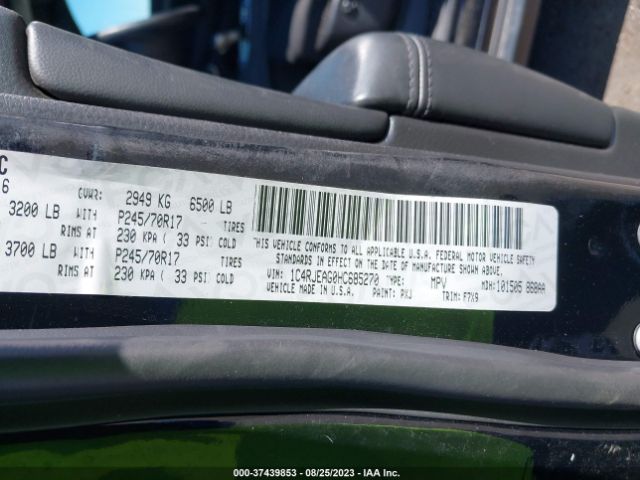 C
6
GVWR: 2949 KG 6500 LB
3200 LB WITH P245/70R17 TIRES
RIMS AT 230 KPA ( 33 PSI) COLD
3700 LB WITH P245/70R17 TIRES
RIMS AT 230 KPA ( 33 PSI) COLD
THIS VEHICLE CONFORMS TO ALL APPLICABLE U.S.A. FEDERAL MOTOR VEHICLE SAFETY
STANDARDS IN EFFECT ON THE DATE OF MANUFACTURE SHOWN ABOVE
VIN: 1C4RJEAG0HC685270 TYPE: MPV MDH: 101505 888AA
VEHICLE MADE IN U.S.A. PAINT: PXJ TRIM: F7X9
000-37439853 - 08/25/2023 - IAA Inc.